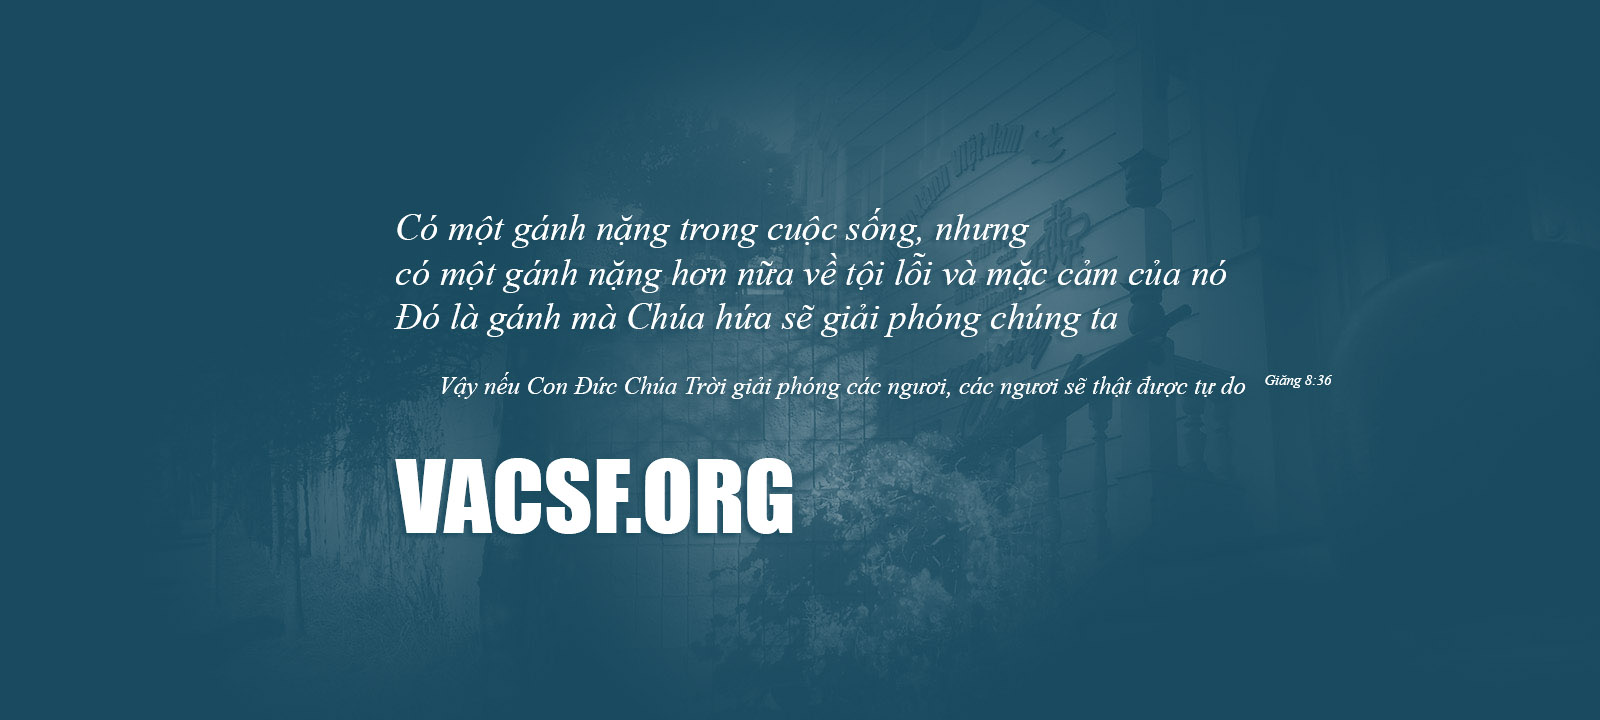 Việt Nam
Có một gánh nặng trong cuộc sống, nhưng
có một gánh nặng hơn nữa về tội lỗi và mặc cảm của nó
Đó là gánh mà Chúa hứa sẽ giải phóng chúng ta
Vậy nếu Con Đức Chúa Trời giải phóng các ngươi, các ngươi sẽ thật được tự do Giăng 8:36
VACSF.ORG